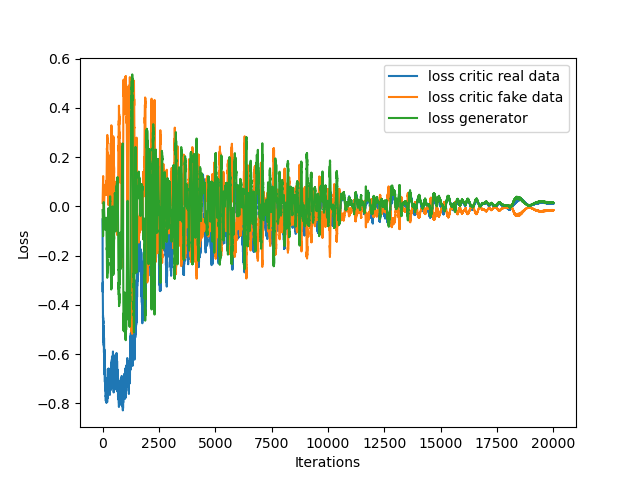 loss critic real data
loss critic fake data
loss generator
0.6
0.4
0.2
0.0
−0.2
−0.4
−0.6
−0.8
Loss
0 2500 5000 7500 10000 12500 15000 17500 20000
Iterations